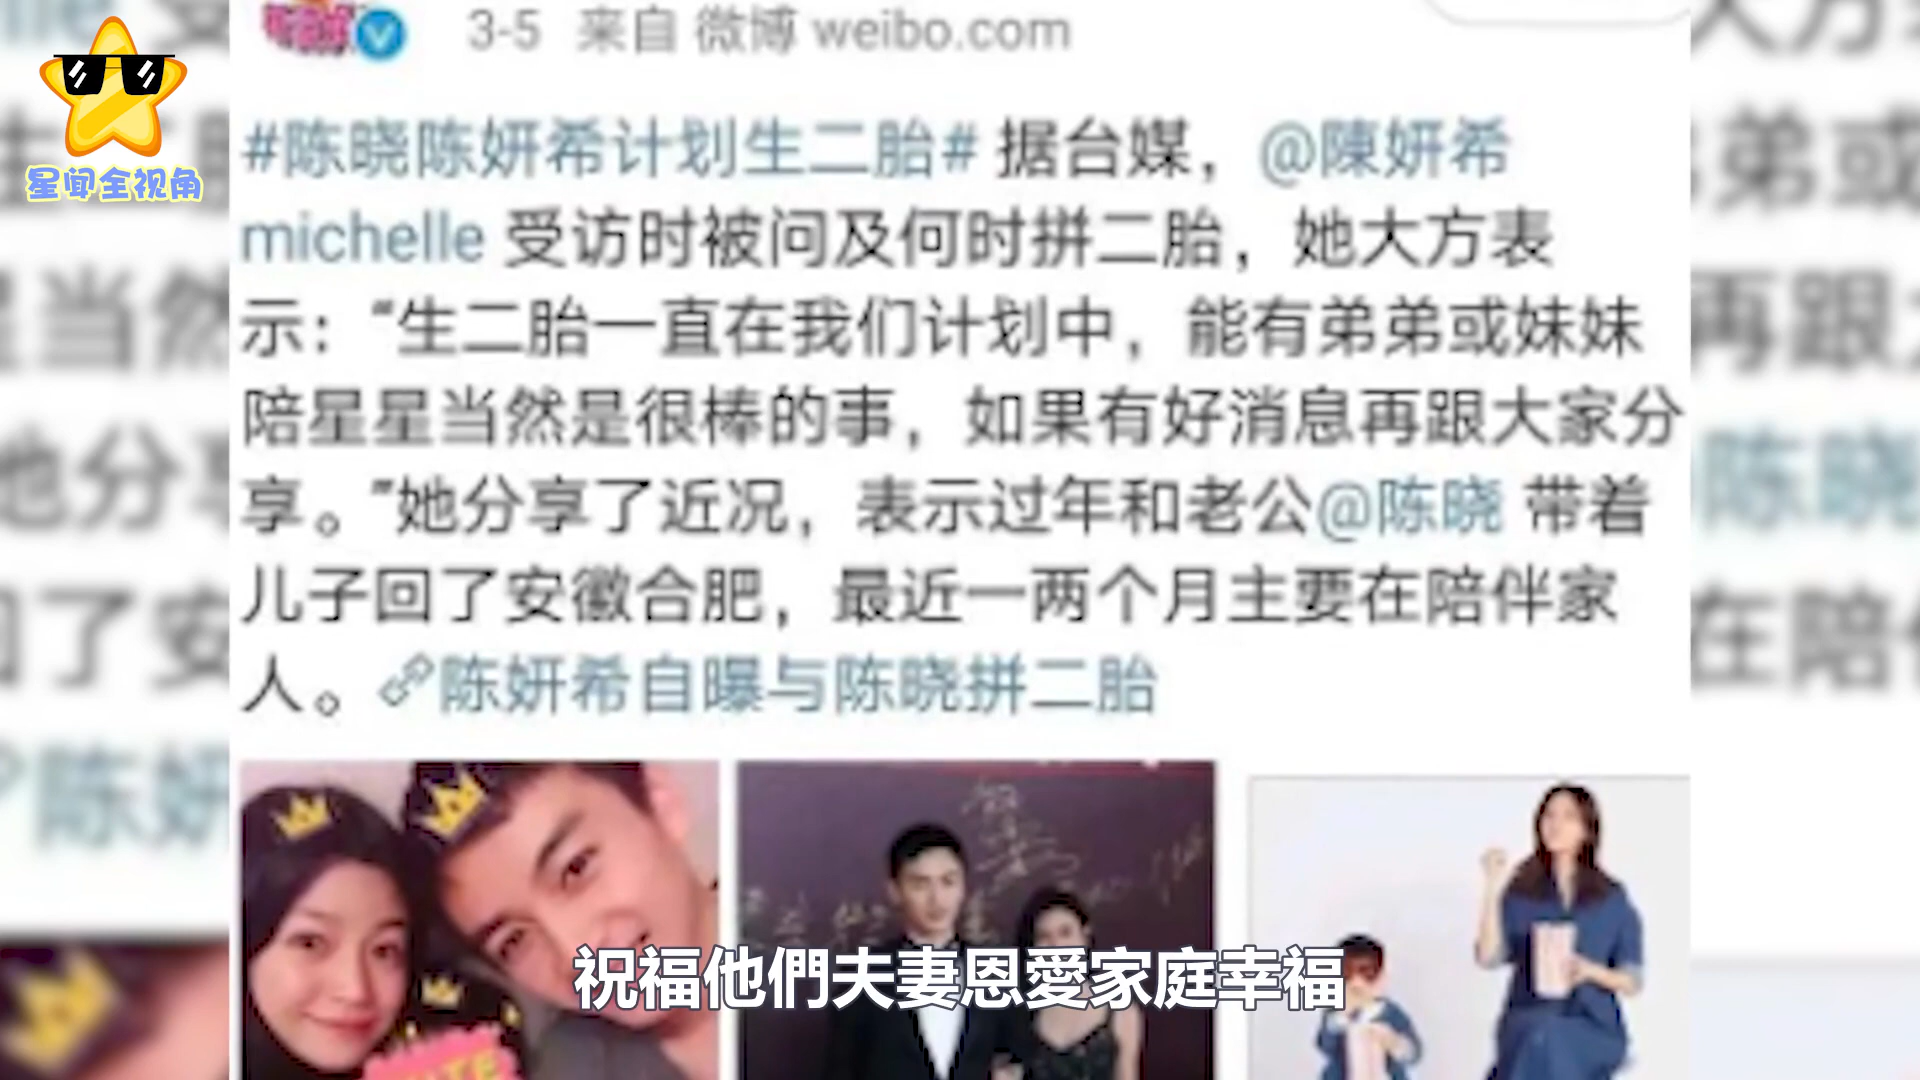 3-5 来自 微博 weibo.com
#陈晓陈妍希计划生二胎# 据台媒，@陳妍希
michelle 受访时被问及何时拼二胎，她大方表
示：“生二胎一直在我们计划中，能有弟弟或妹妹
陪星星当然是很棒的事，如果有好消息再跟大家分
享。”她分享了近况，表示过年和老公@陈晓 带着
儿子回了安徽合肥，最近一两个月主要在陪伴家
人。陈妍希自曝与陈晓拼二胎
星闻全视角
祝福他們夫妻恩愛家庭幸福